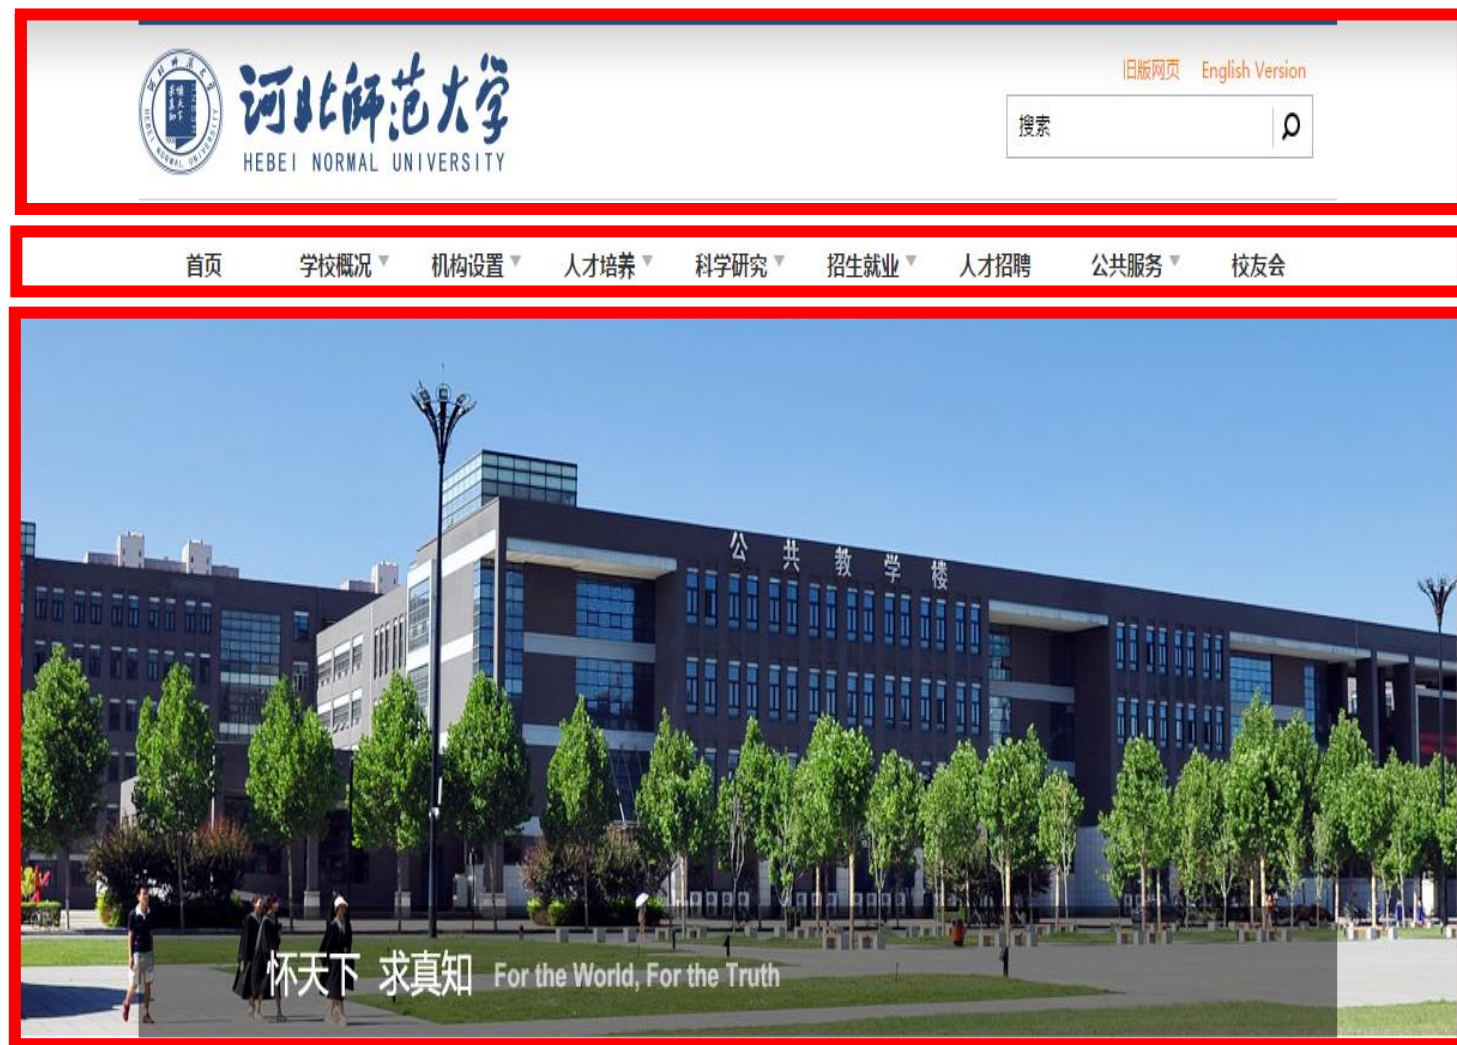 河北师范大学
HEBEI NORMAL UNIVERSITY
旧版网页 English Version
搜索
首页 学校概况 机构设置 人才培养 科学研究 招生就业 人才招聘 公共服务 校友会
公共教学楼
怀天下 求真知 For the World, For the Truth